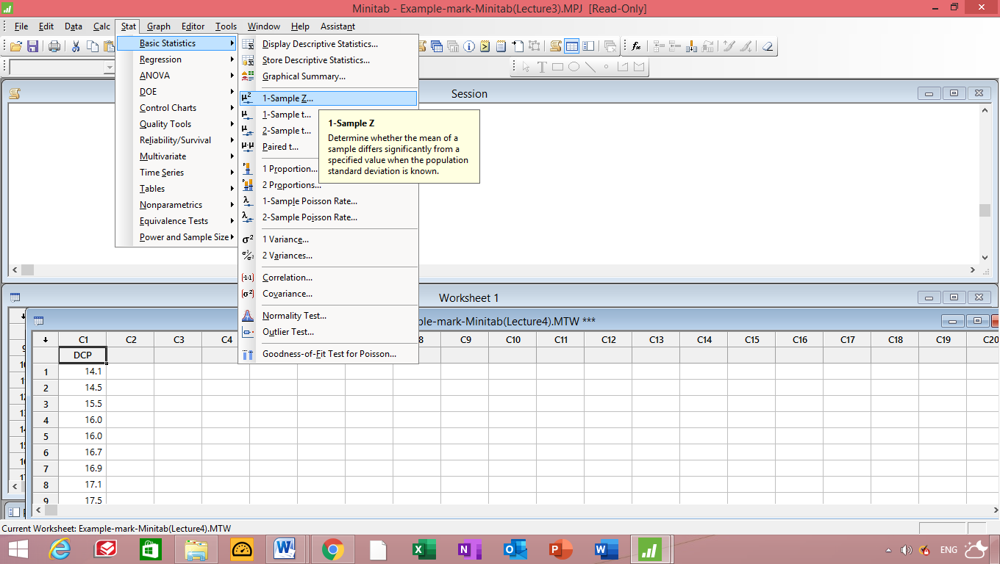 Minitab - Example-mark-Minitab(Lecture3).MPJ [Read-Only]
File Edit Data Calc Stat Graph Editor Tools Window Help Assistant
Basic Statistics
Regression
ANOVA
DOE
Control Charts
Quality Tools
Reliability/Survival
Multivariate
Time Series
Tables
Nonparametrics
Equivalence Tests
Power and Sample Size
Display Descriptive Statistics...
Store Descriptive Statistics...
Graphical Summary...
1-Sample Z...
1-Sample t...
2-Sample t...
Paired t...
1 Proportion...
2 Proportions...
1-Sample Poisson Rate...
2-Sample Poisson Rate...
1 Variance...
2 Variances...
Correlation...
Covariance...
Normality Test...
Outlier Test...
Goodness-of-Fit Test for Poisson...
1-Sample Z
Determine whether the mean of a
sample differs significantly from a
specified value when the population
standard deviation is known.
Session
Worksheet 1
ple-mark-Minitab(Lecture4).MTW ***
C1 C2 C3 C4 8 C9 C10 C11 C12 C13 C14 C15 C16 C17 C18 C19 C20
DCP
1 14.1
2 14.5
3 15.5
4 16.0
5 16.0
6 16.7
7 16.9
8 17.1
9 17.5
Current Worksheet: Example-mark-Minitab(Lecture4).MTW
ENG